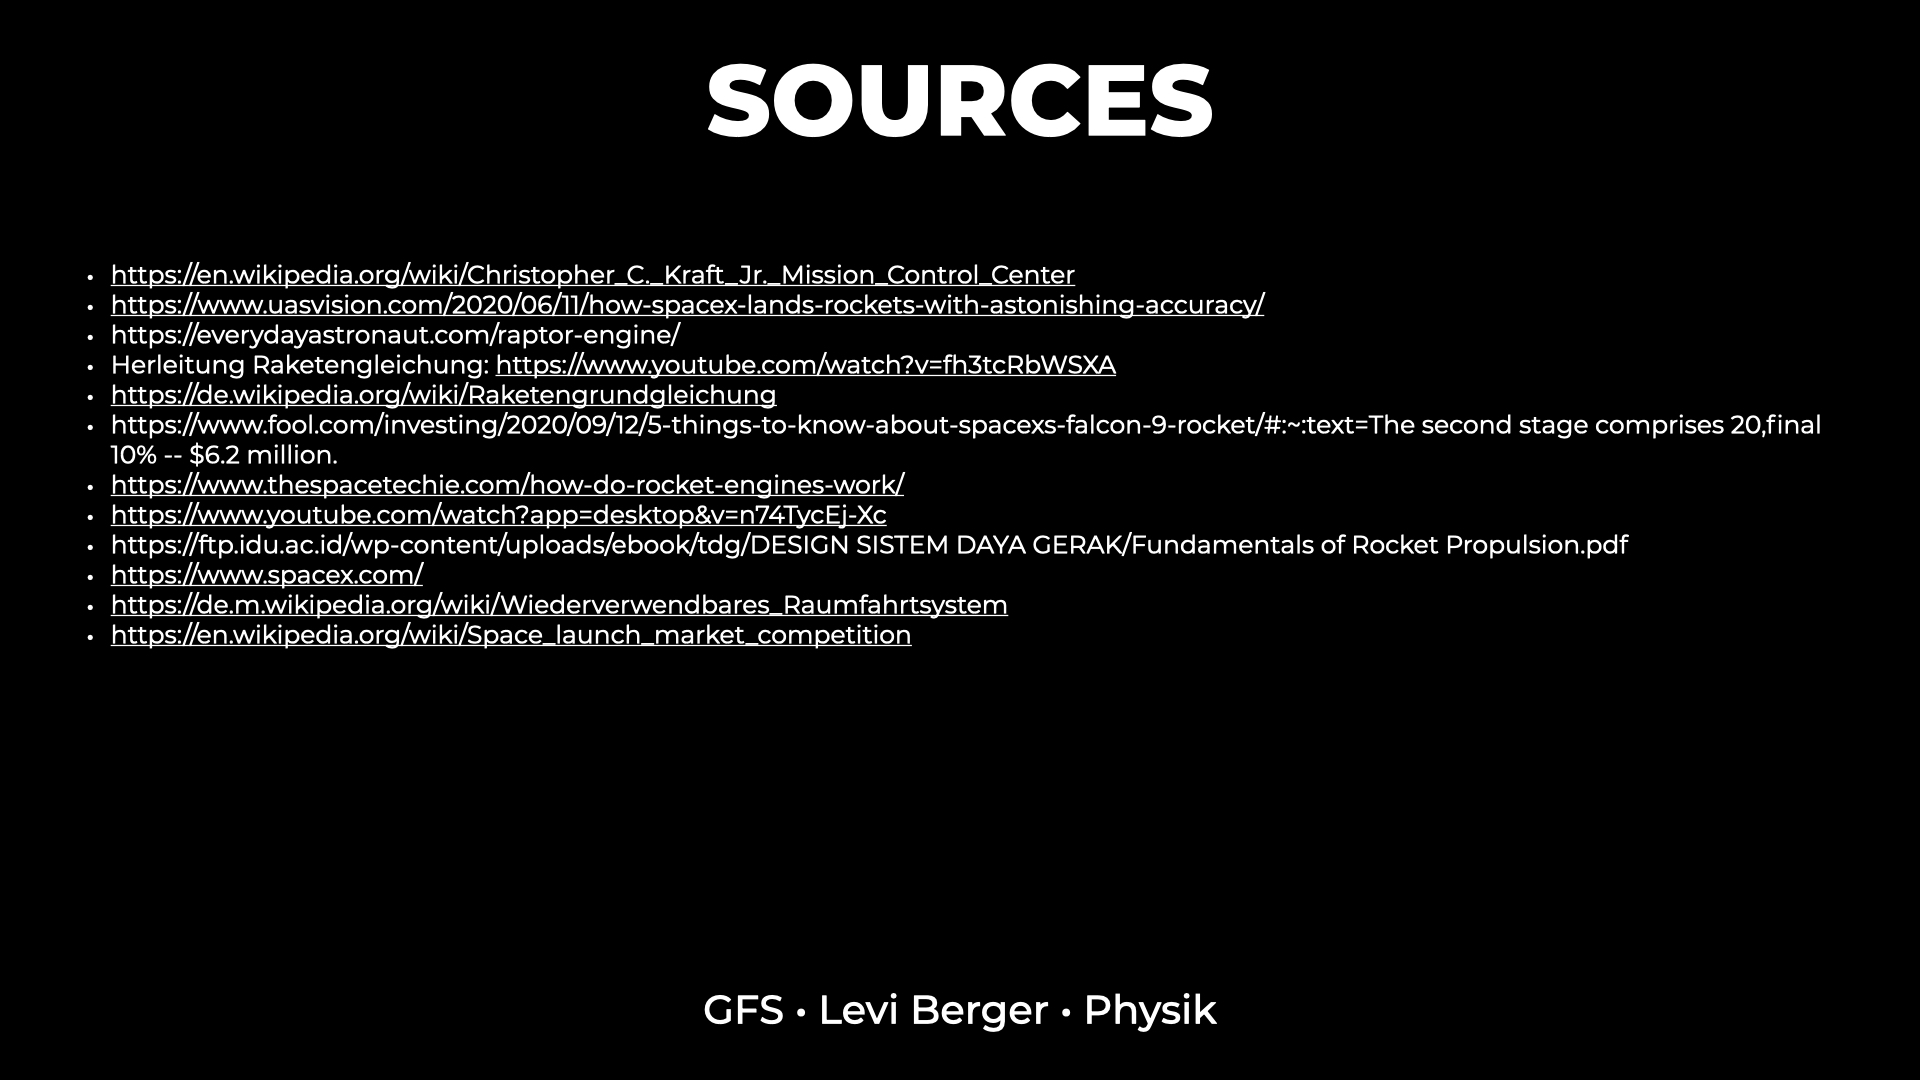 SOURCES
• https://en.wikipedia.org/wiki/Christopher_C._Kraft_Jr._Mission_Control_Center
• https://www.uasvision.com/2020/06/11/how-spacex-lands-rockets-with-astonishing-accuracy/
• https://everydayastronaut.com/raptor-engine/
• Herleitung Raketengleichung: https://www.youtube.com/watch?v=fh3tcRbWSXA
• https://de.wikipedia.org/wiki/Raketengrundgleichung
• https://www.fool.com/investing/2020/09/12/5-things-to-know-about-spacexs-falcon-9-rocket/#:~:text=The second stage comprises 20,final
10% -- $6.2 million.
• https://www.thespacetechie.com/how-do-rocket-engines-work/
• https://www.youtube.com/watch?app=desktop&v=n74TycEj-Xc
• https://ftp.idu.ac.id/wp-content/uploads/ebook/tdg/DESIGN SISTEM DAYA GERAK/Fundamentals of Rocket Propulsion.pdf
• https://www.spacex.com/
• https://de.m.wikipedia.org/wiki/Wiederverwendbares_Raumfahrtsystem
• https://en.wikipedia.org/wiki/Space_launch_market_competition
GFS • Levi Berger • Physik